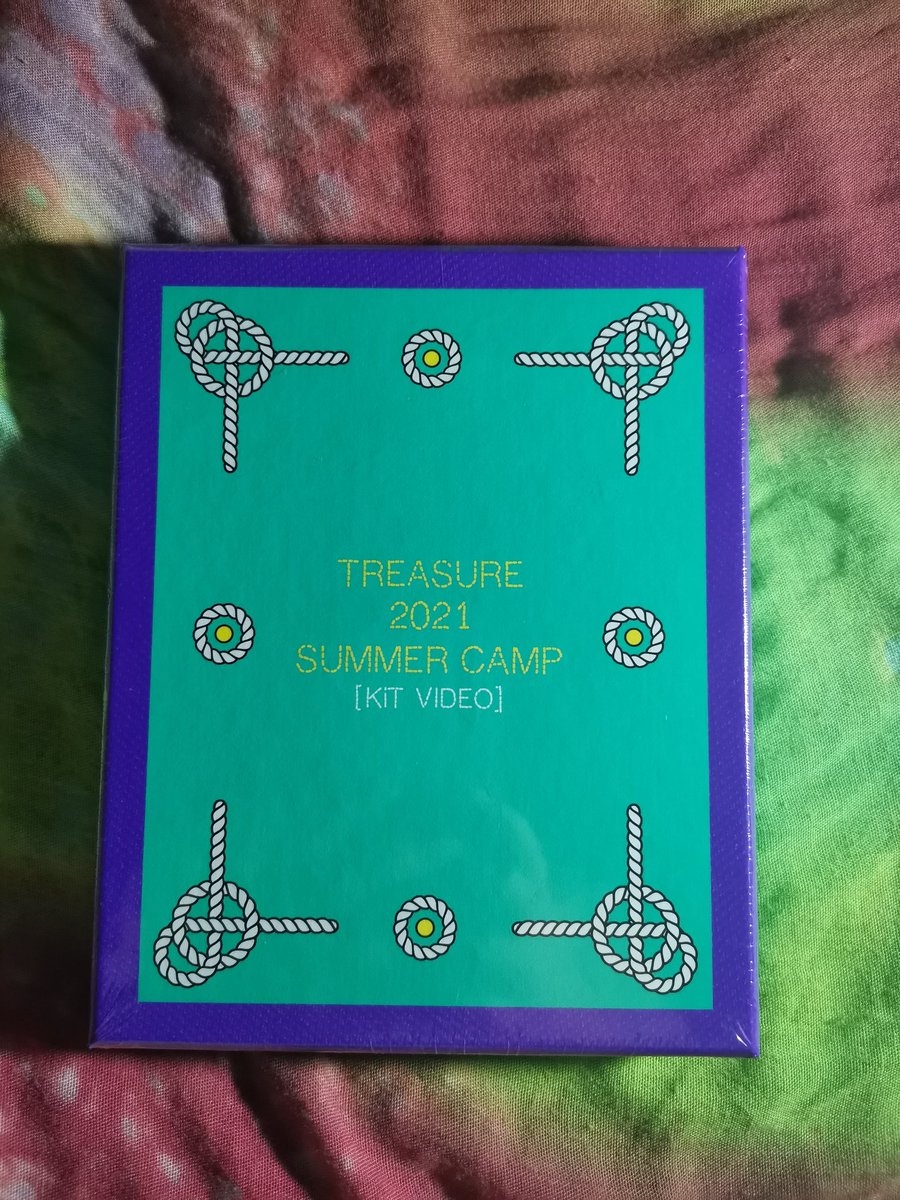 TREASURE
2021
SUMMER CAMP
[KiT VIDEO]